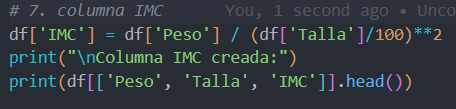 # 7. columna IMC You, 1 second ago • Unco
df['IMC'] = df['Peso'] / (df['Talla']/100)**2
print("\nColumna IMC creada:")
print(df[['Peso', 'Talla', 'IMC']].head())